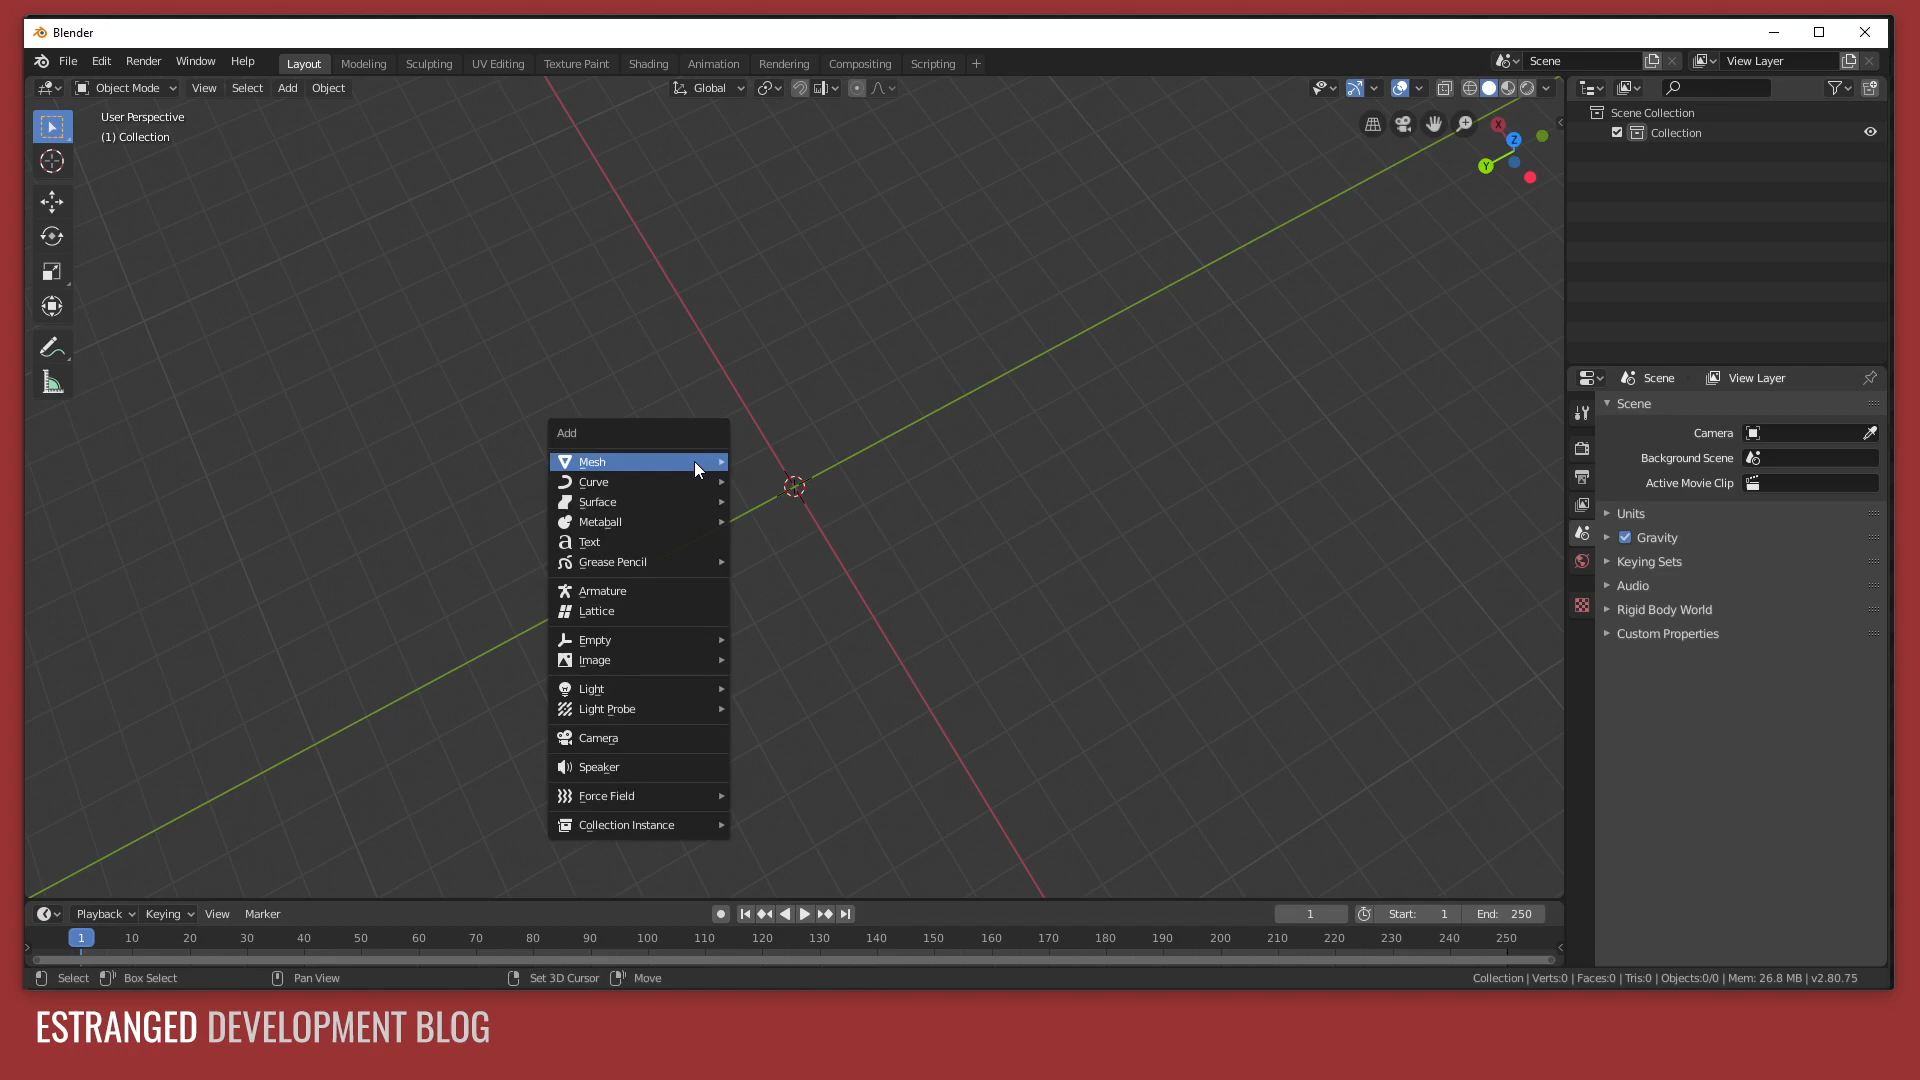 Blender
File Edit Render Window Help Layout Modeling Sculpting UV Editing Texture Paint Shading Animation Rendering Compositing Scripting + Scene View Layer
Object Mode View Select Add Object Global
User Perspective
(1) Collection
X
Z
Y
Scene Collection
Collection
Scene View Layer
Scene
Camera
Background Scene
Active Movie Clip
Units
Gravity
Keying Sets
Audio
Rigid Body World
Custom Properties
Add
Mesh
Curve
Surface
Metaball
Text
Grease Pencil
Armature
Lattice
Empty
Image
Light
Light Probe
Camera
Speaker
Force Field
Collection Instance
Playback Keying View Marker 1 Start: 1 End: 250
1 10 20 30 40 50 60 70 80 90 100 110 120 130 140 150 160 170 180 190 200 210 220 230 240 250
Select Box Select Pan View Set 3D Cursor Move Collection | Verts:0 | Faces:0 | Tris:0 | Objects:0/0 | Mem: 26.8 MB | v2.80.75
ESTRANGED DEVELOPMENT BLOG